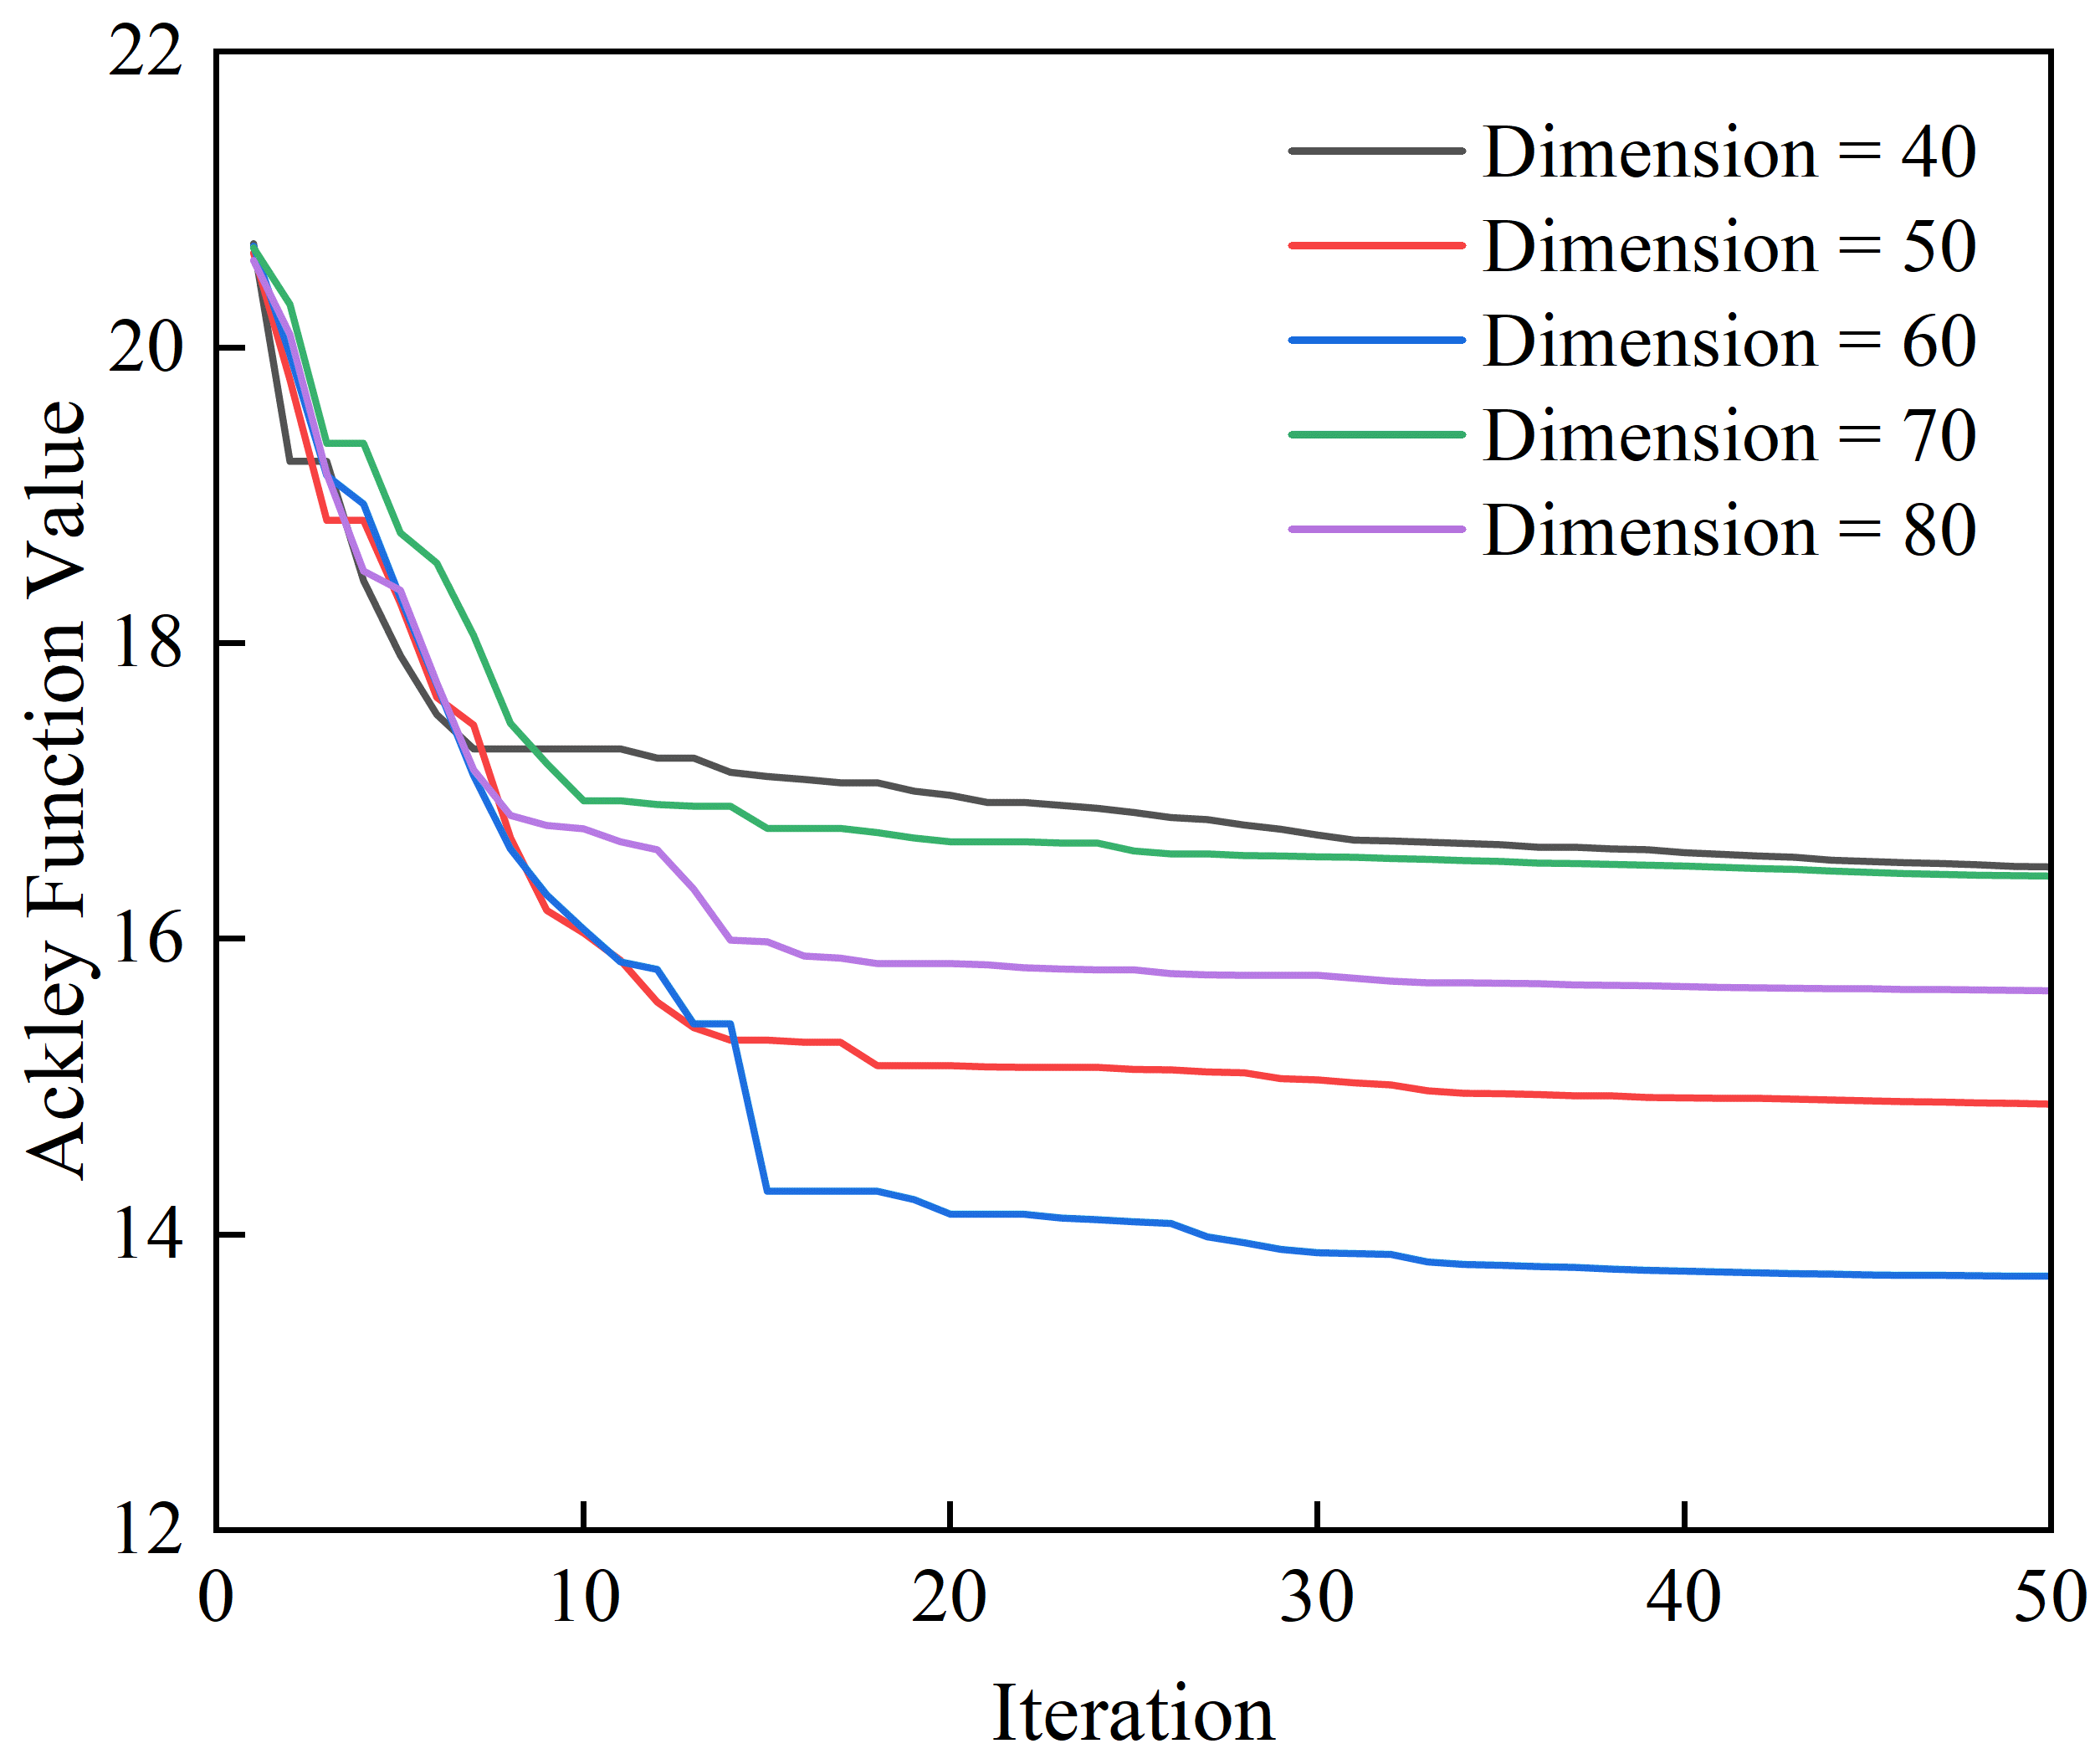 22
20
18
16
14
12
0 10 20 30 40 50
Ackley Function Value
Iteration
Dimension = 40
Dimension = 50
Dimension = 60
Dimension = 70
Dimension = 80